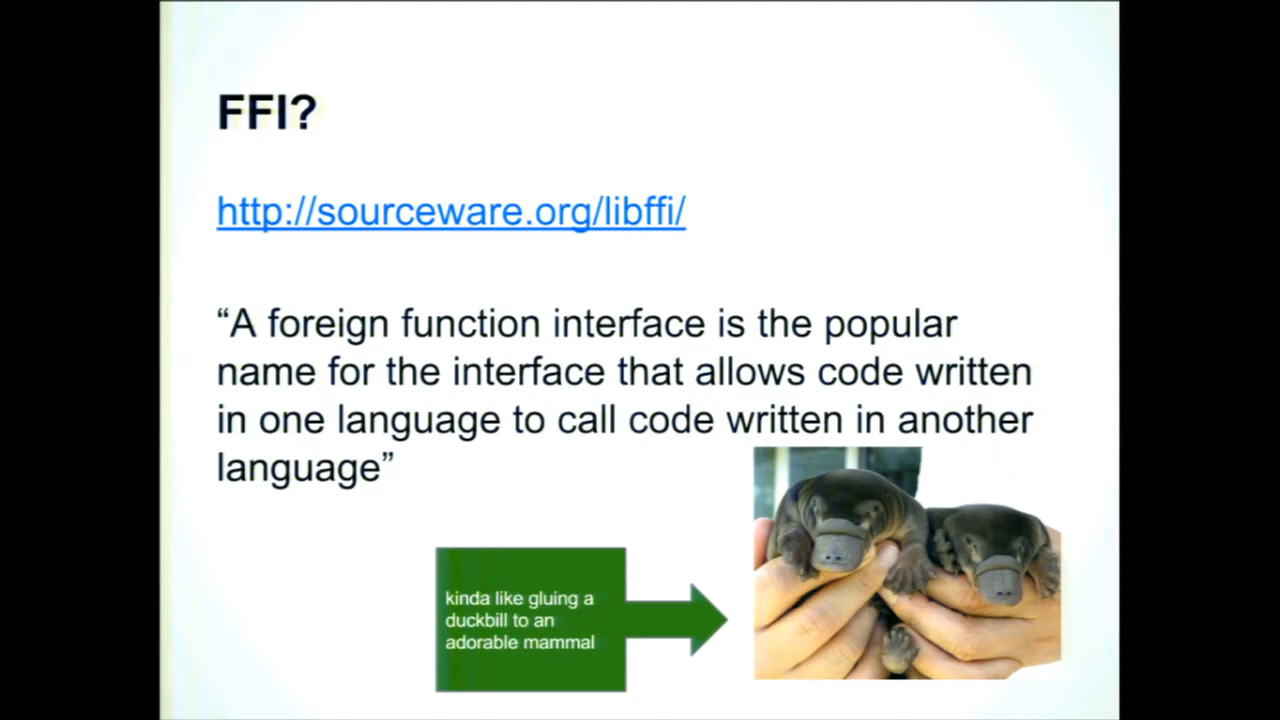 FFI?
http://sourceware.org/libffi/
“A foreign function interface is the popular
name for the interface that allows code written
in one language to call code written in another
language”
kinda like gluing a
duckbill to an
adorable mammal